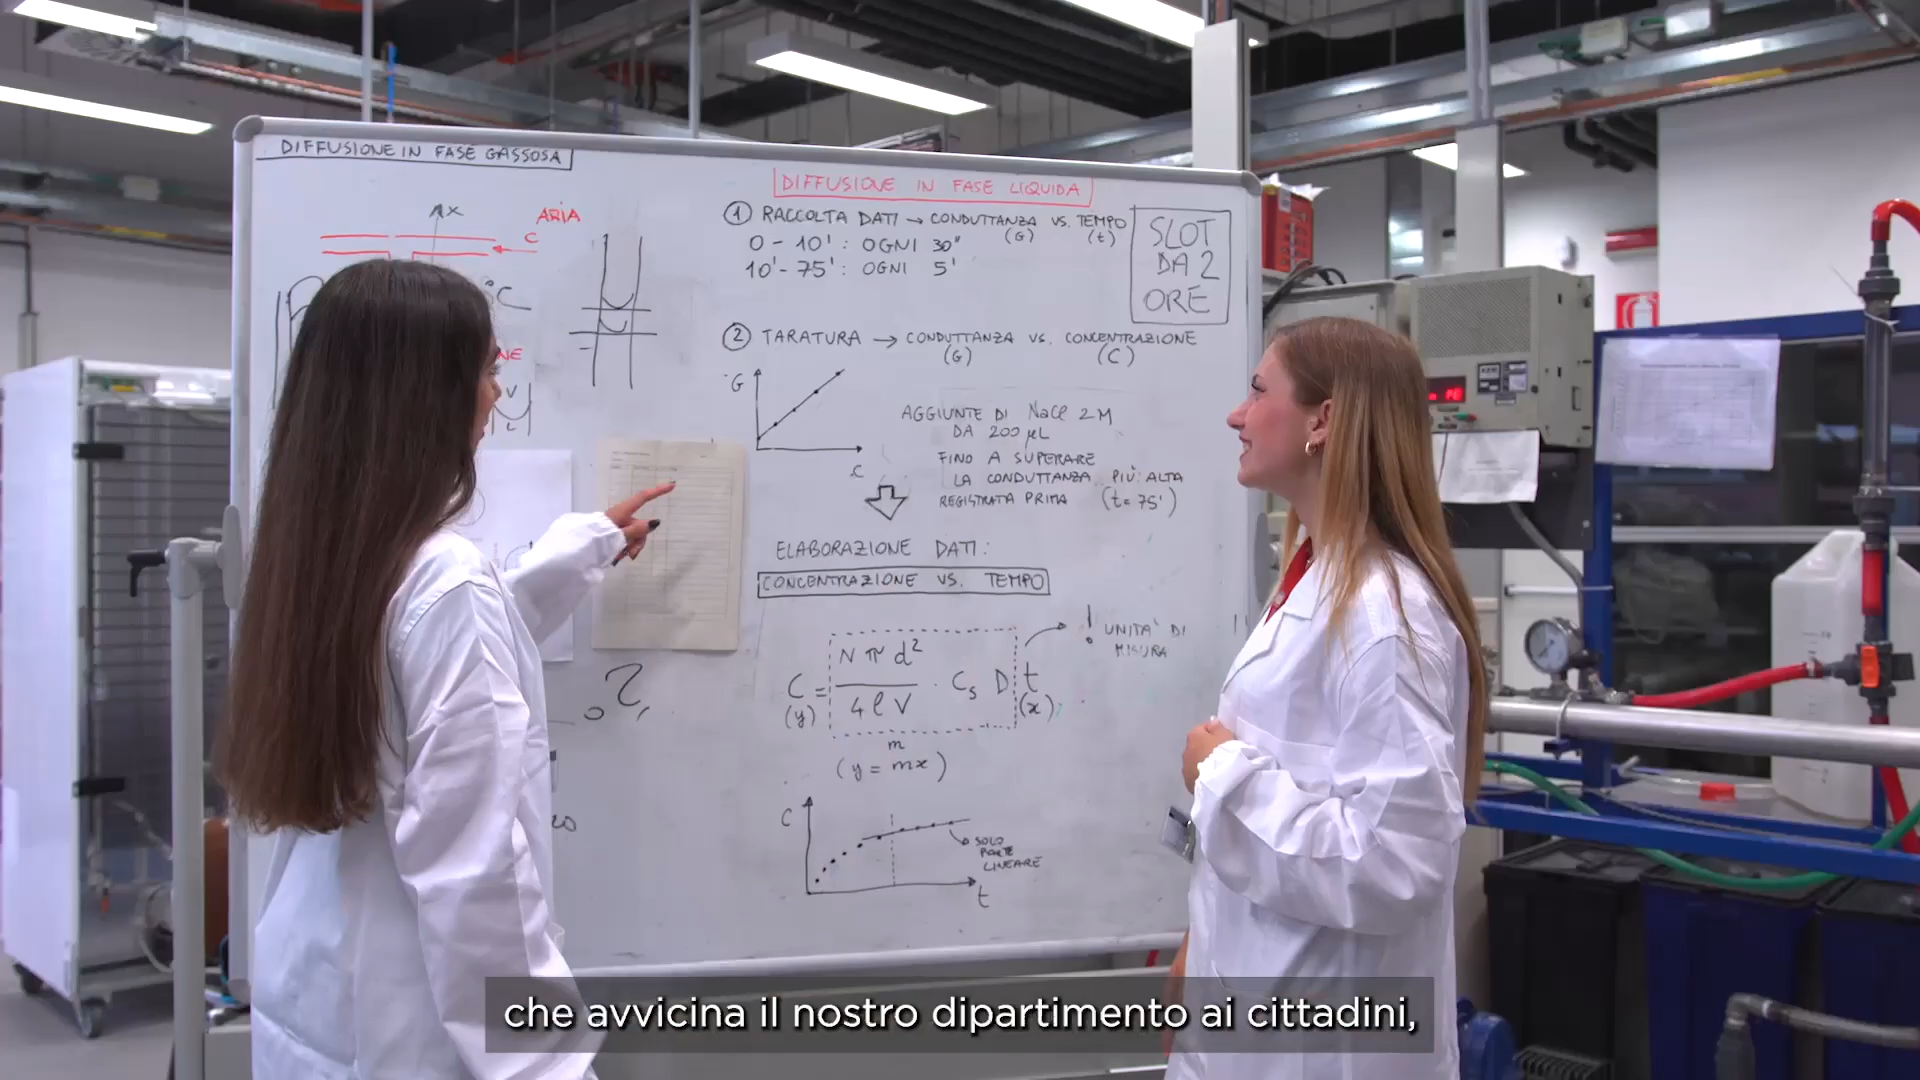 DIFFUSIONE IN FASE GASSOSA
X
ARIA
C
NE
V
L
DIFFUSIONE IN FASE LIQUIDA
1 RACCOLTA DATI → CONDUTTANZA VS. TEMPO
(G) (t)
0 - 10' : OGNI 30"
10' - 75' : OGNI 5'
SLOT
DA 2
ORE
2 TARATURA → CONDUTTANZA VS. CONCENTRAZIONE
(G) (C)
G
C
AGGIUNTE DI NaCl 2M
DA 200 μL
FINO A SUPERARE
LA CONDUTTANZA PIÙ ALTA
REGISTRATA PRIMA (t=75')
ELABORAZIONE DATI:
CONCENTRAZIONE VS. TEMPO
! UNITA' DI
MISURA
N π d²
C = ─── · Cs D t
4 l V
(y) (x)
m
(y = mx)
C
SOLO
PARTE
LINEARE
t
20
che avvicina il nostro dipartimento ai cittadini,